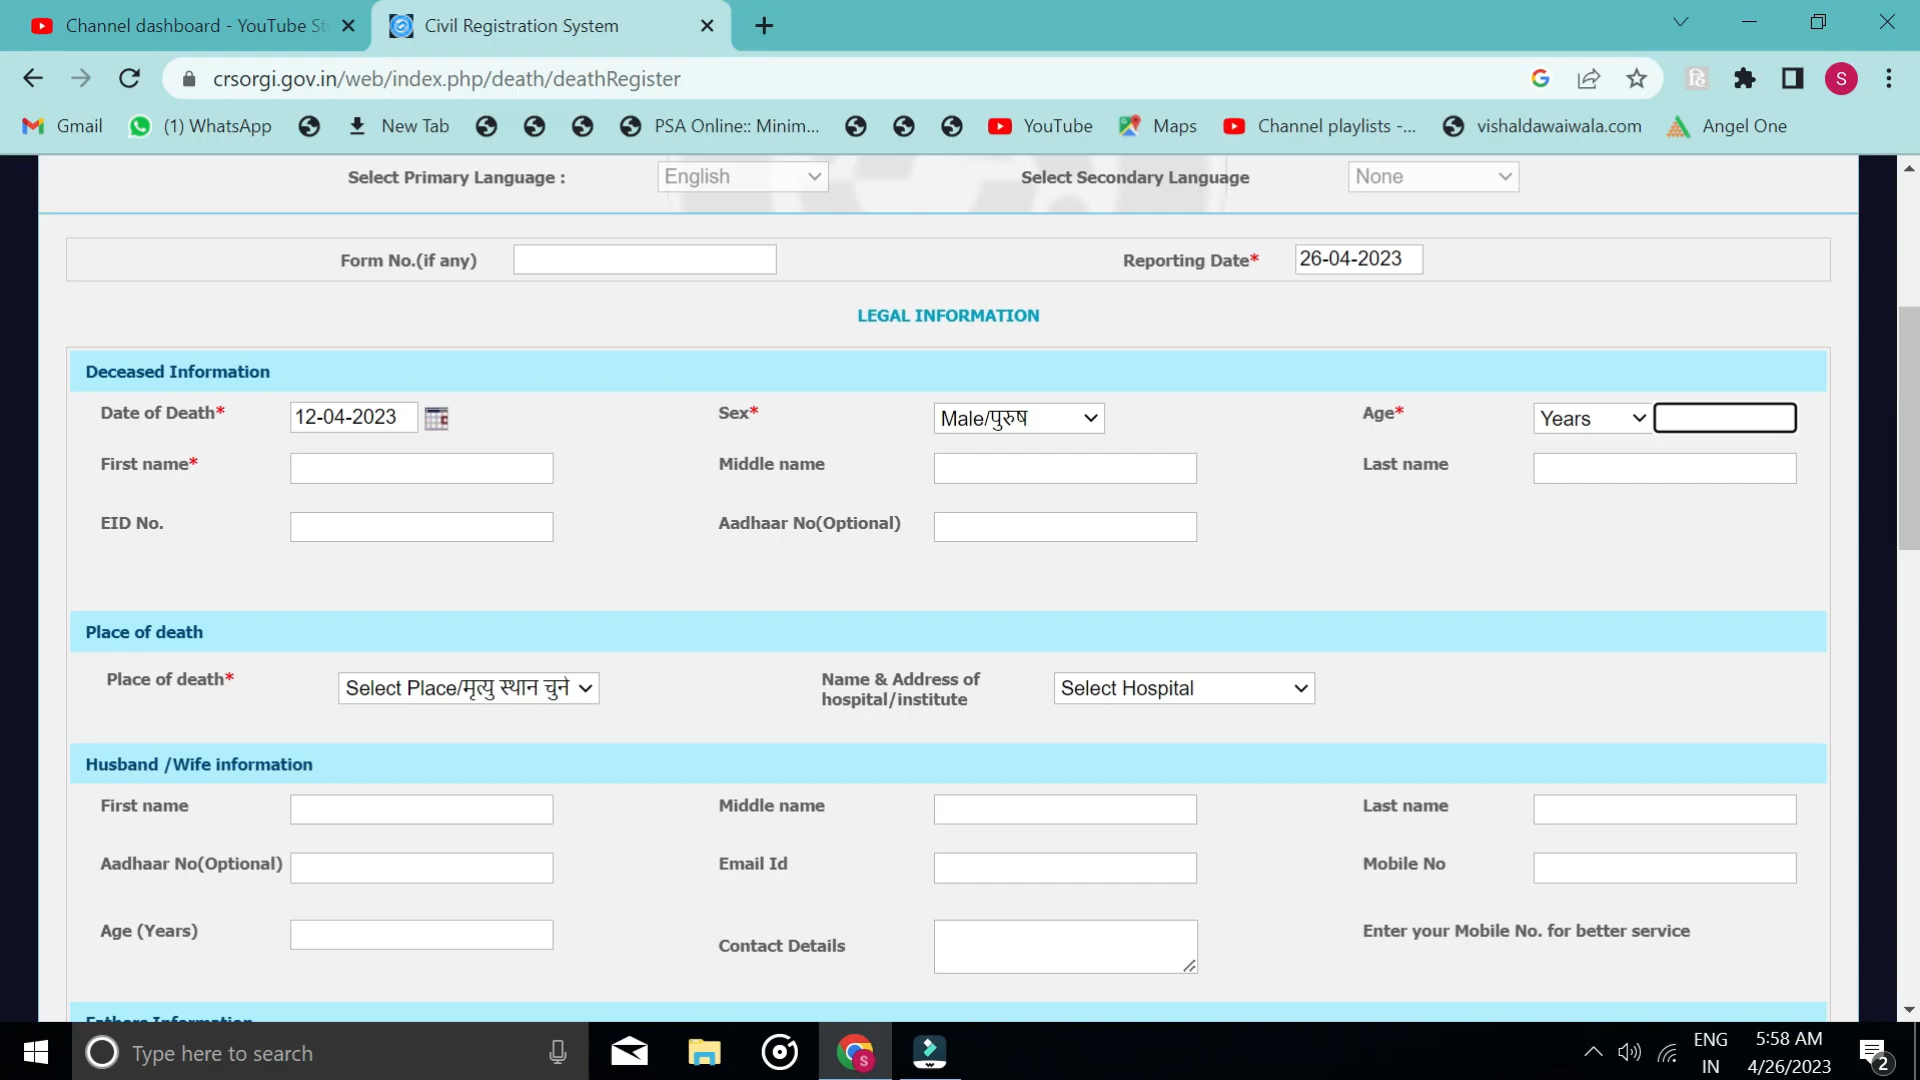 Channel dashboard - YouTube St
Civil Registration System
crsorgi.gov.in/web/index.php/death/deathRegister
S
Gmail
(1) WhatsApp
New Tab
PSA Online:: Minim...
YouTube
Maps
Channel playlists -...
vishaldawaiwala.com
Angel One
Select Primary Language :
English
Select Secondary Language
None
Form No.(if any)
Reporting Date*
26-04-2023
LEGAL INFORMATION
Deceased Information
Date of Death*
12-04-2023
Sex*
Male/पुरुष
Age*
Years
First name*
Middle name
Last name
EID No.
Aadhaar No(Optional)
Place of death
Place of death*
Select Place/मृत्यु स्थान चुने
Name & Address of
hospital/institute
Select Hospital
Husband /Wife information
First name
Middle name
Last name
Aadhaar No(Optional)
Email Id
Mobile No
Age (Years)
Contact Details
Enter your Mobile No. for better service
Fathers Information
Type here to search
S
ENG
IN
5:58 AM
4/26/2023
2